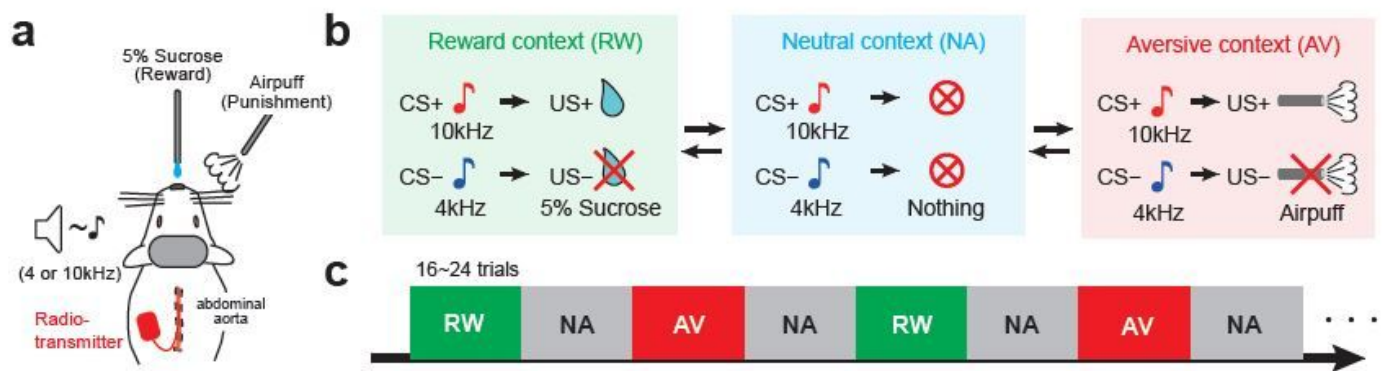 a
5% Sucrose
(Reward)
Airpuff
(Punishment)
(4 or 10kHz)
Radio-
transmitter
abdominal
aorta
b
Reward context (RW)
CS+ US+
10kHz
CS− US−
4kHz 5% Sucrose
Neutral context (NA)
CS+
10kHz
CS−
4kHz Nothing
Aversive context (AV)
CS+ US+
10kHz
CS− US−
4kHz Airpuff
c
16~24 trials
RW NA AV NA RW NA AV NA . . .